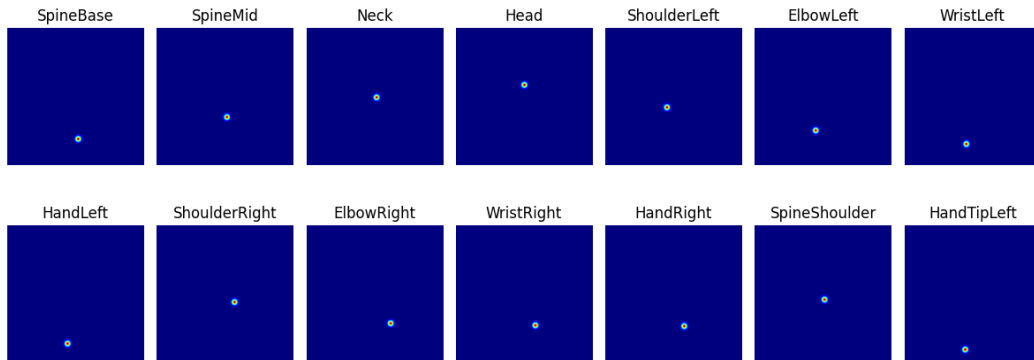 SpineBase SpineMid Neck Head ShoulderLeft ElbowLeft WristLeft
HandLeft ShoulderRight ElbowRight WristRight HandRight SpineShoulder HandTipLeft